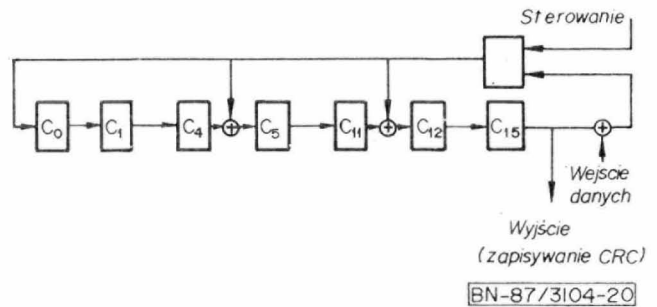 Sterowanie
C0 C1 C4 C5 C11 C12 C15
Wejście
danych
Wyjście
(zapisywanie CRC)
BN-87/3104-20